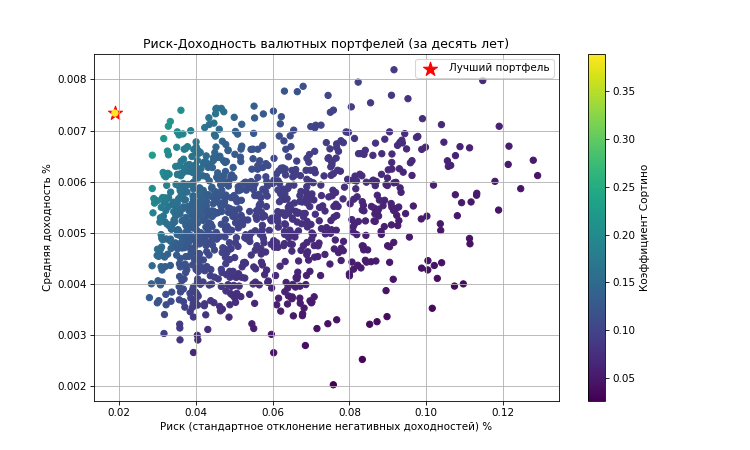 Риск-Доходность валютных портфелей (за десять лет)
Лучший портфель
Средняя доходность %
0.008
0.007
0.006
0.005
0.004
0.003
0.002
0.02 0.04 0.06 0.08 0.10 0.12
Риск (стандартное отклонение негативных доходностей) %
0.35
0.30
0.25
0.20
0.15
0.10
0.05
Коэффициент Сортино